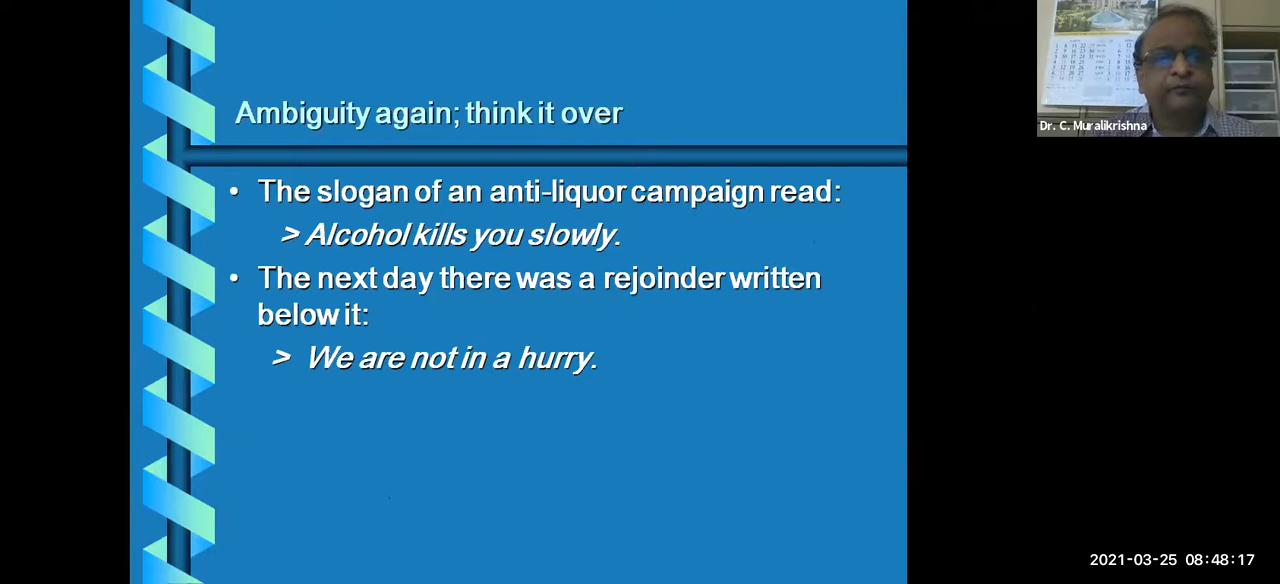 Ambiguity again; think it over
• The slogan of an anti-liquor campaign read:
> Alcohol kills you slowly.
• The next day there was a rejoinder written
below it:
> We are not in a hurry.
Dr. C. Muralikrishna
2021-03-25 08:48:17